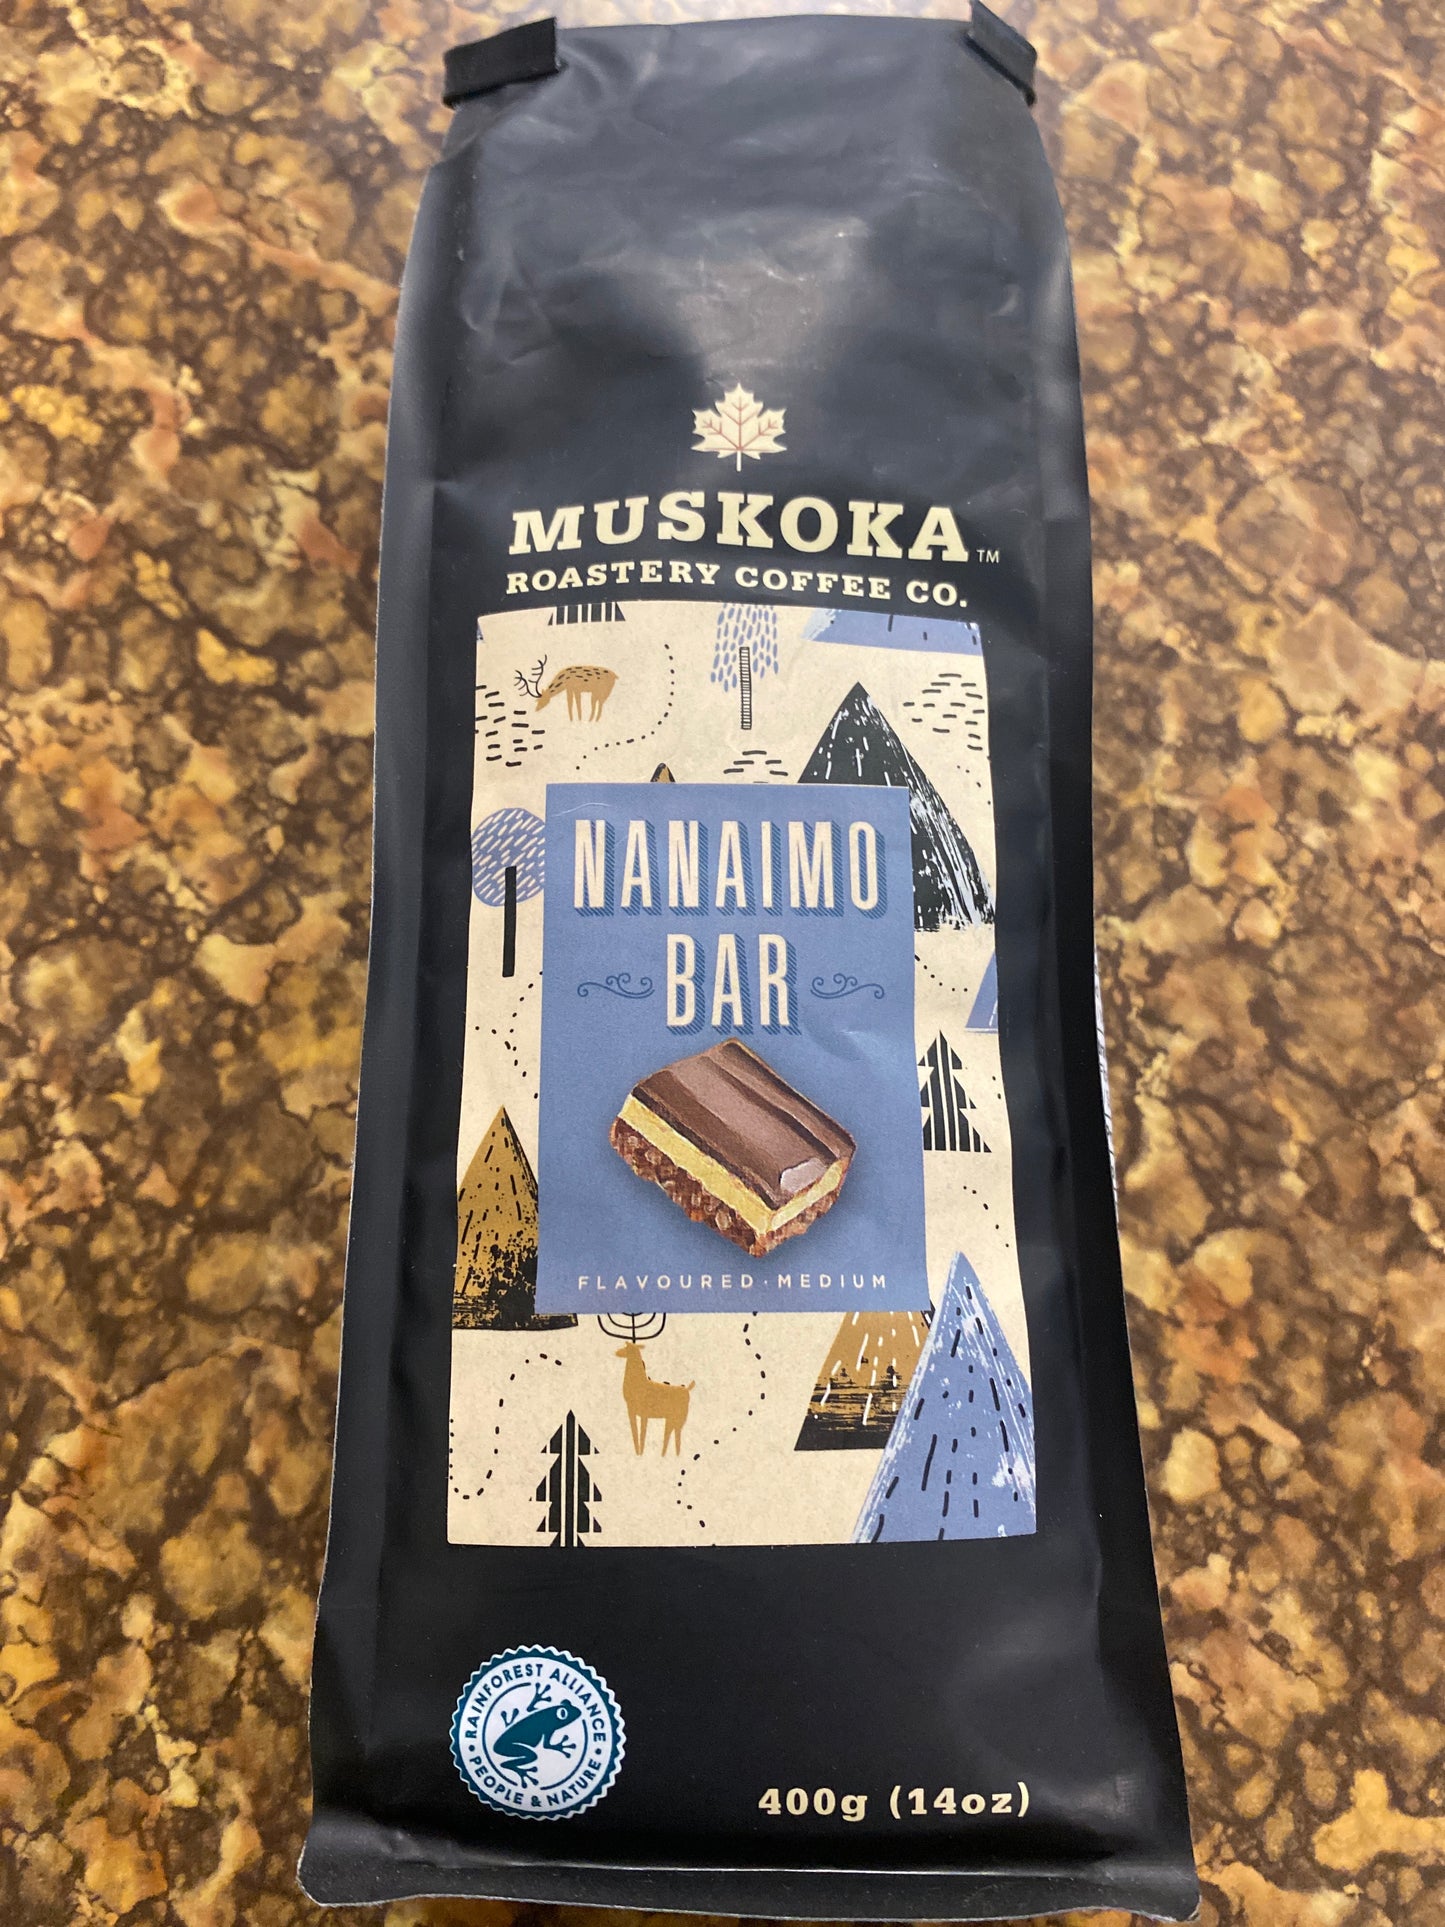 MUSKOKA™
ROASTERY COFFEE CO.
NANAIMO
BAR
FLAVOURED · MEDIUM
• RAINFOREST ALLIANCE •
PEOPLE & NATURE
400g (14oz)